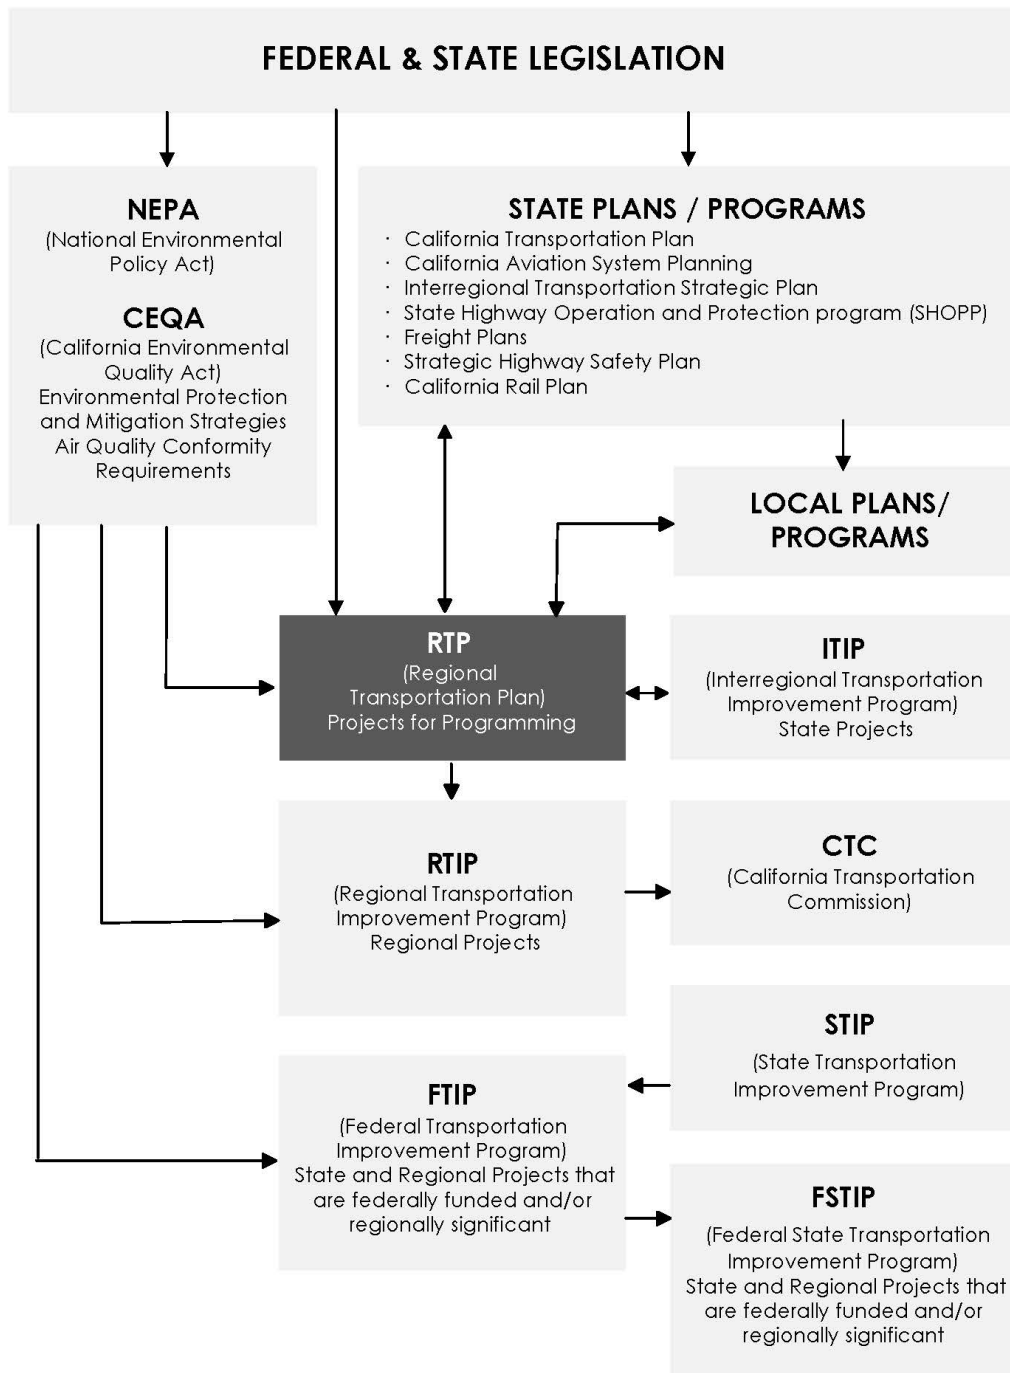 FEDERAL & STATE LEGISLATION
NEPA
(National Environmental
Policy Act)
CEQA
(California Environmental
Quality Act)
Environmental Protection
and Mitigation Strategies
Air Quality Conformity
Requirements
STATE PLANS / PROGRAMS
· California Transportation Plan
· California Aviation System Planning
· Interregional Transportation Strategic Plan
· State Highway Operation and Protection program (SHOPP)
· Freight Plans
· Strategic Highway Safety Plan
· California Rail Plan
LOCAL PLANS/
PROGRAMS
RTP
(Regional
Transportation Plan)
Projects for Programming
ITIP
(Interregional Transportation
Improvement Program)
State Projects
RTIP
(Regional Transportation
Improvement Program)
Regional Projects
CTC
(California Transportation
Commission)
STIP
(State Transportation
Improvement Program)
FTIP
(Federal Transportation
Improvement Program)
State and Regional Projects that
are federally funded and/or
regionally significant
FSTIP
(Federal State Transportation
Improvement Program)
State and Regional Projects that
are federally funded and/or
regionally significant